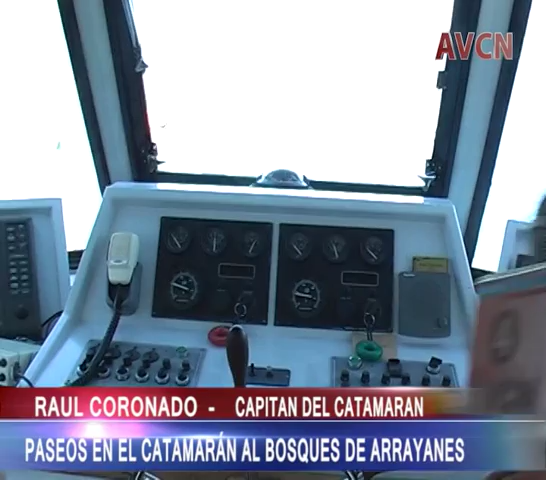 AVCN
RAUL CORONADO - CAPITAN DEL CATAMARAN
PASEOS EN EL CATAMARÁN AL BOSQUES DE ARRAYANES